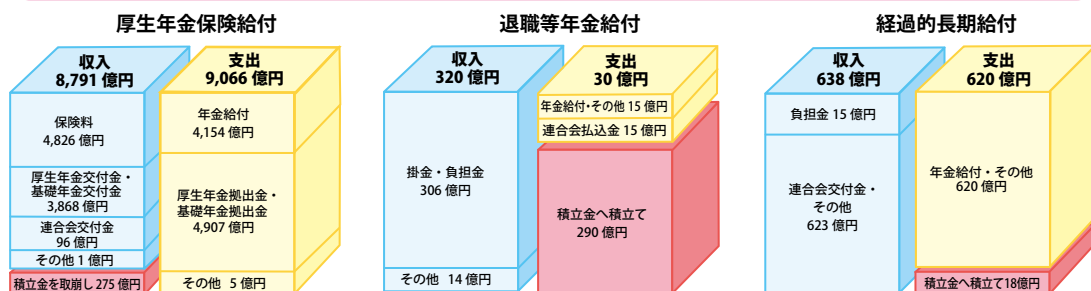 厚生年金保険給付
収入
8,791 億円
保険料
4,826 億円
厚生年金交付金・
基礎年金交付金
3,868 億円
連合会交付金
96 億円
その他 1 億円
積立金を取崩し 275 億円
支出
9,066 億円
年金給付
4,154 億円
厚生年金拠出金・
基礎年金拠出金
4,907 億円
その他 5 億円
退職等年金給付
収入
320 億円
掛金・負担金
306 億円
その他 14 億円
支出
30 億円
年金給付・その他 15 億円
連合会払込金 15 億円
積立金へ積立て
290 億円
経過的長期給付
収入
638 億円
負担金 15 億円
連合会交付金・
その他
623 億円
支出
620 億円
年金給付・その他
620 億円
積立金へ積立て18億円